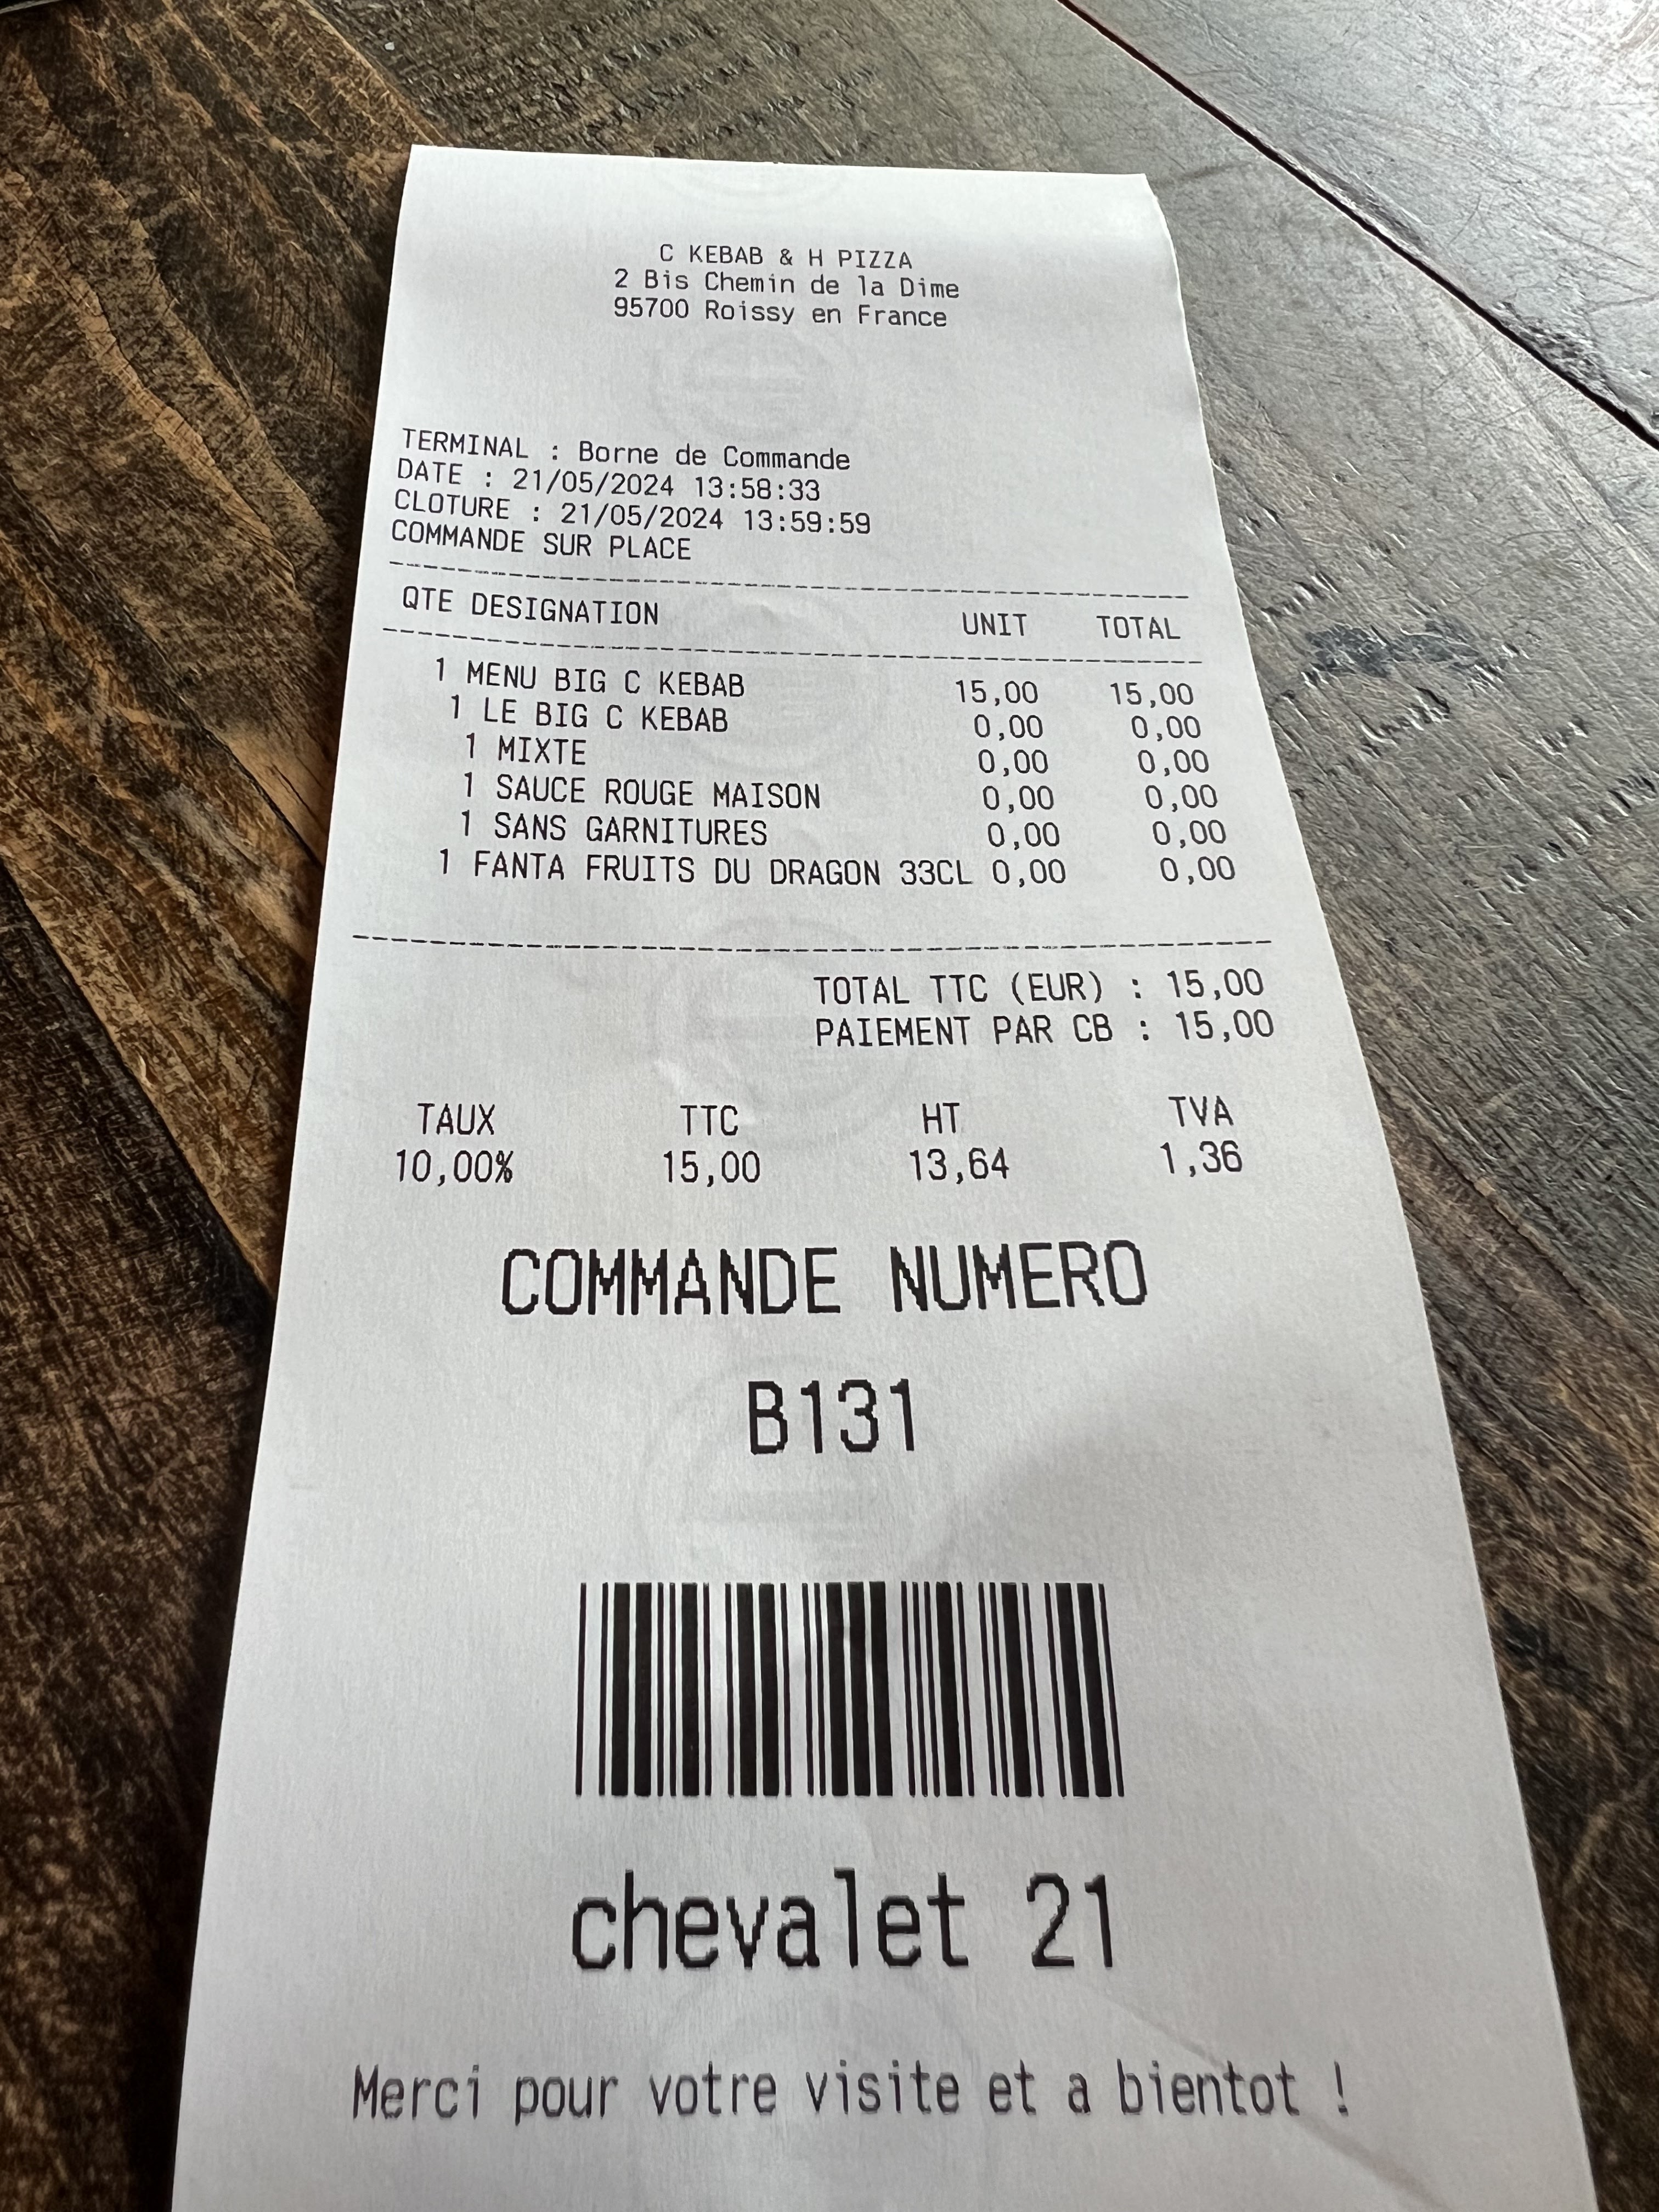 C KEBAB & H PIZZA
2 Bis Chemin de la Dime
95700 Roissy en France
TERMINAL : Borne de Commande
DATE : 21/05/2024 13:58:33
CLOTURE : 21/05/2024 13:59:59
COMMANDE SUR PLACE
QTE DESIGNATION UNIT TOTAL
1 MENU BIG C KEBAB 15,00 15,00
1 LE BIG C KEBAB 0,00 0,00
1 MIXTE 0,00 0,00
1 SAUCE ROUGE MAISON 0,00 0,00
1 SANS GARNITURES 0,00 0,00
1 FANTA FRUITS DU DRAGON 33CL 0,00 0,00
TOTAL TTC (EUR) : 15,00
PAIEMENT PAR CB : 15,00
TAUX TTC HT TVA
10,00% 15,00 13,64 1,36
COMMANDE NUMERO
B131
chevalet 21
Merci pour votre visite et a bientot !